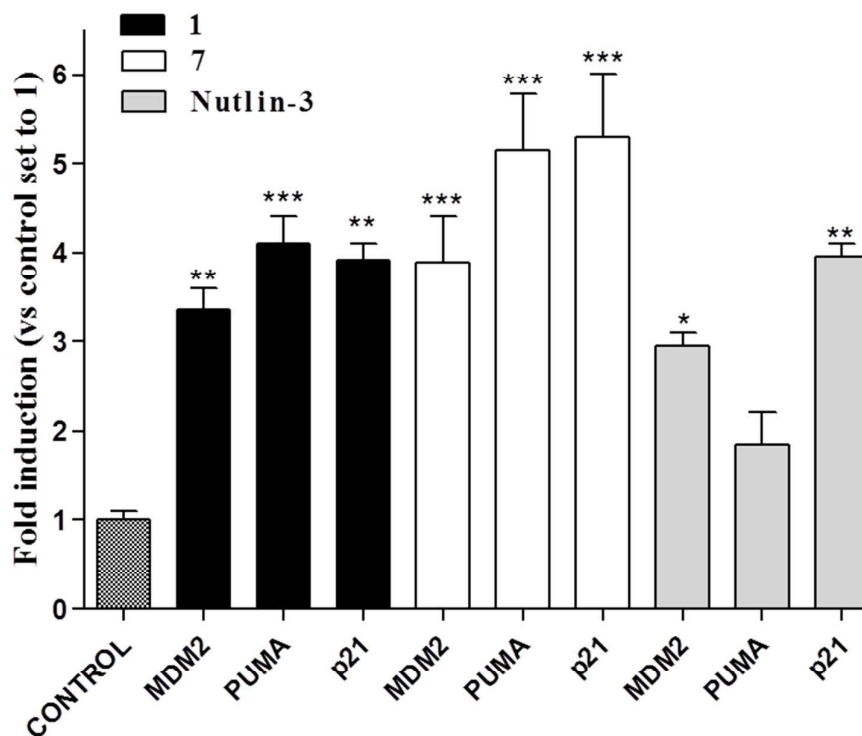 1
7
Nutlin-3
Fold induction (vs control set to 1)
6
5
4
3
2
1
0
**
***
**
***
***
***
*
**
CONTROL
MDM2
PUMA
p21
MDM2
PUMA
p21
MDM2
PUMA
p21